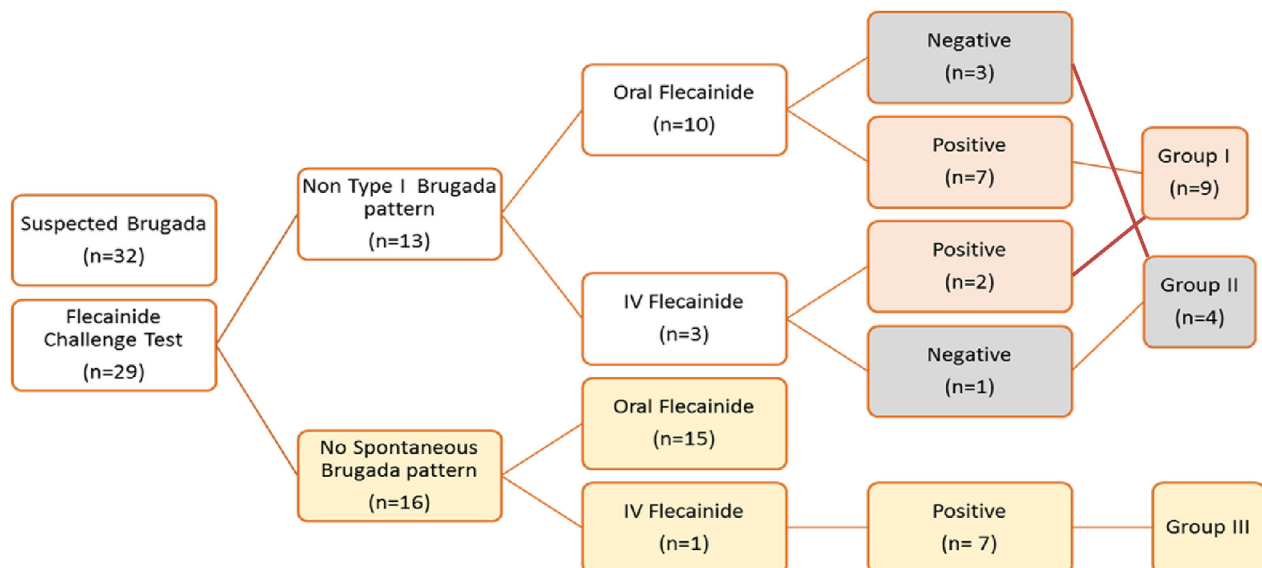 Suspected Brugada
(n=32)
Flecainide
Challenge Test
(n=29)
Non Type I Brugada
pattern
(n=13)
No Spontaneous
Brugada pattern
(n=16)
Oral Flecainide
(n=10)
IV Flecainide
(n=3)
Oral Flecainide
(n=15)
IV Flecainide
(n=1)
Negative
(n=3)
Positive
(n=7)
Positive
(n=2)
Negative
(n=1)
Positive
(n= 7)
Group I
(n=9)
Group II
(n=4)
Group III